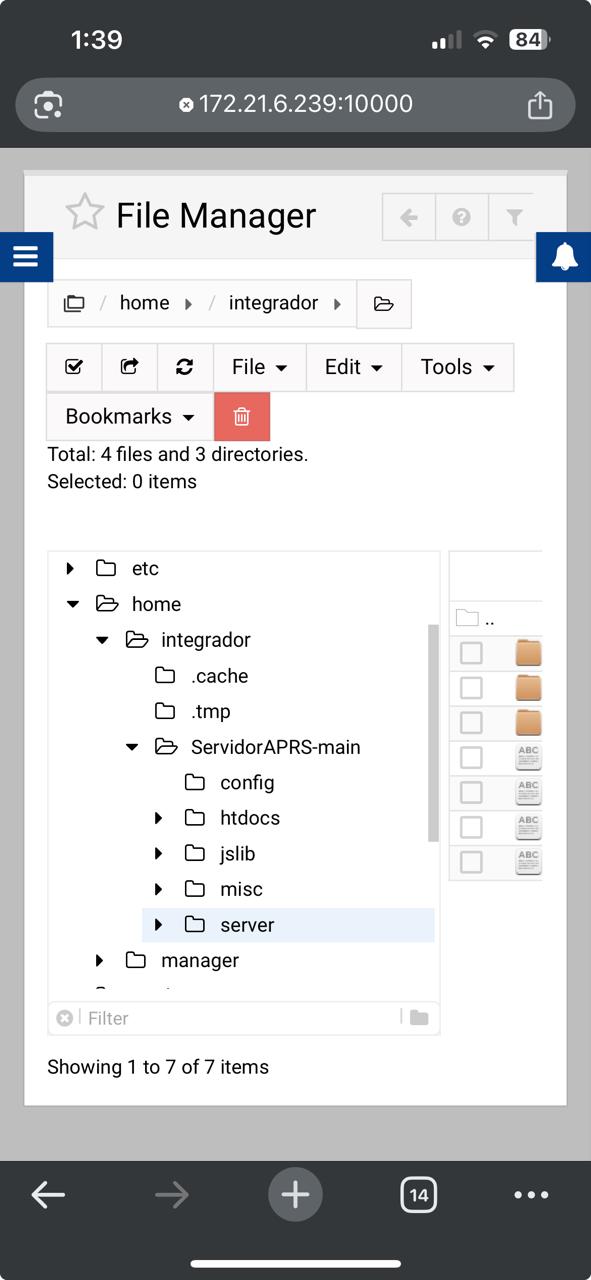 1:39
84
172.21.6.239:10000
File Manager
/ home / integrador
File Edit Tools
Bookmarks
Total: 4 files and 3 directories.
Selected: 0 items
etc
home
integrador
..
.cache
.tmp
ServidorAPRS-main
config
htdocs
jslib
misc
server
manager
ABC
ABC
ABC
ABC
Filter
Showing 1 to 7 of 7 items
14